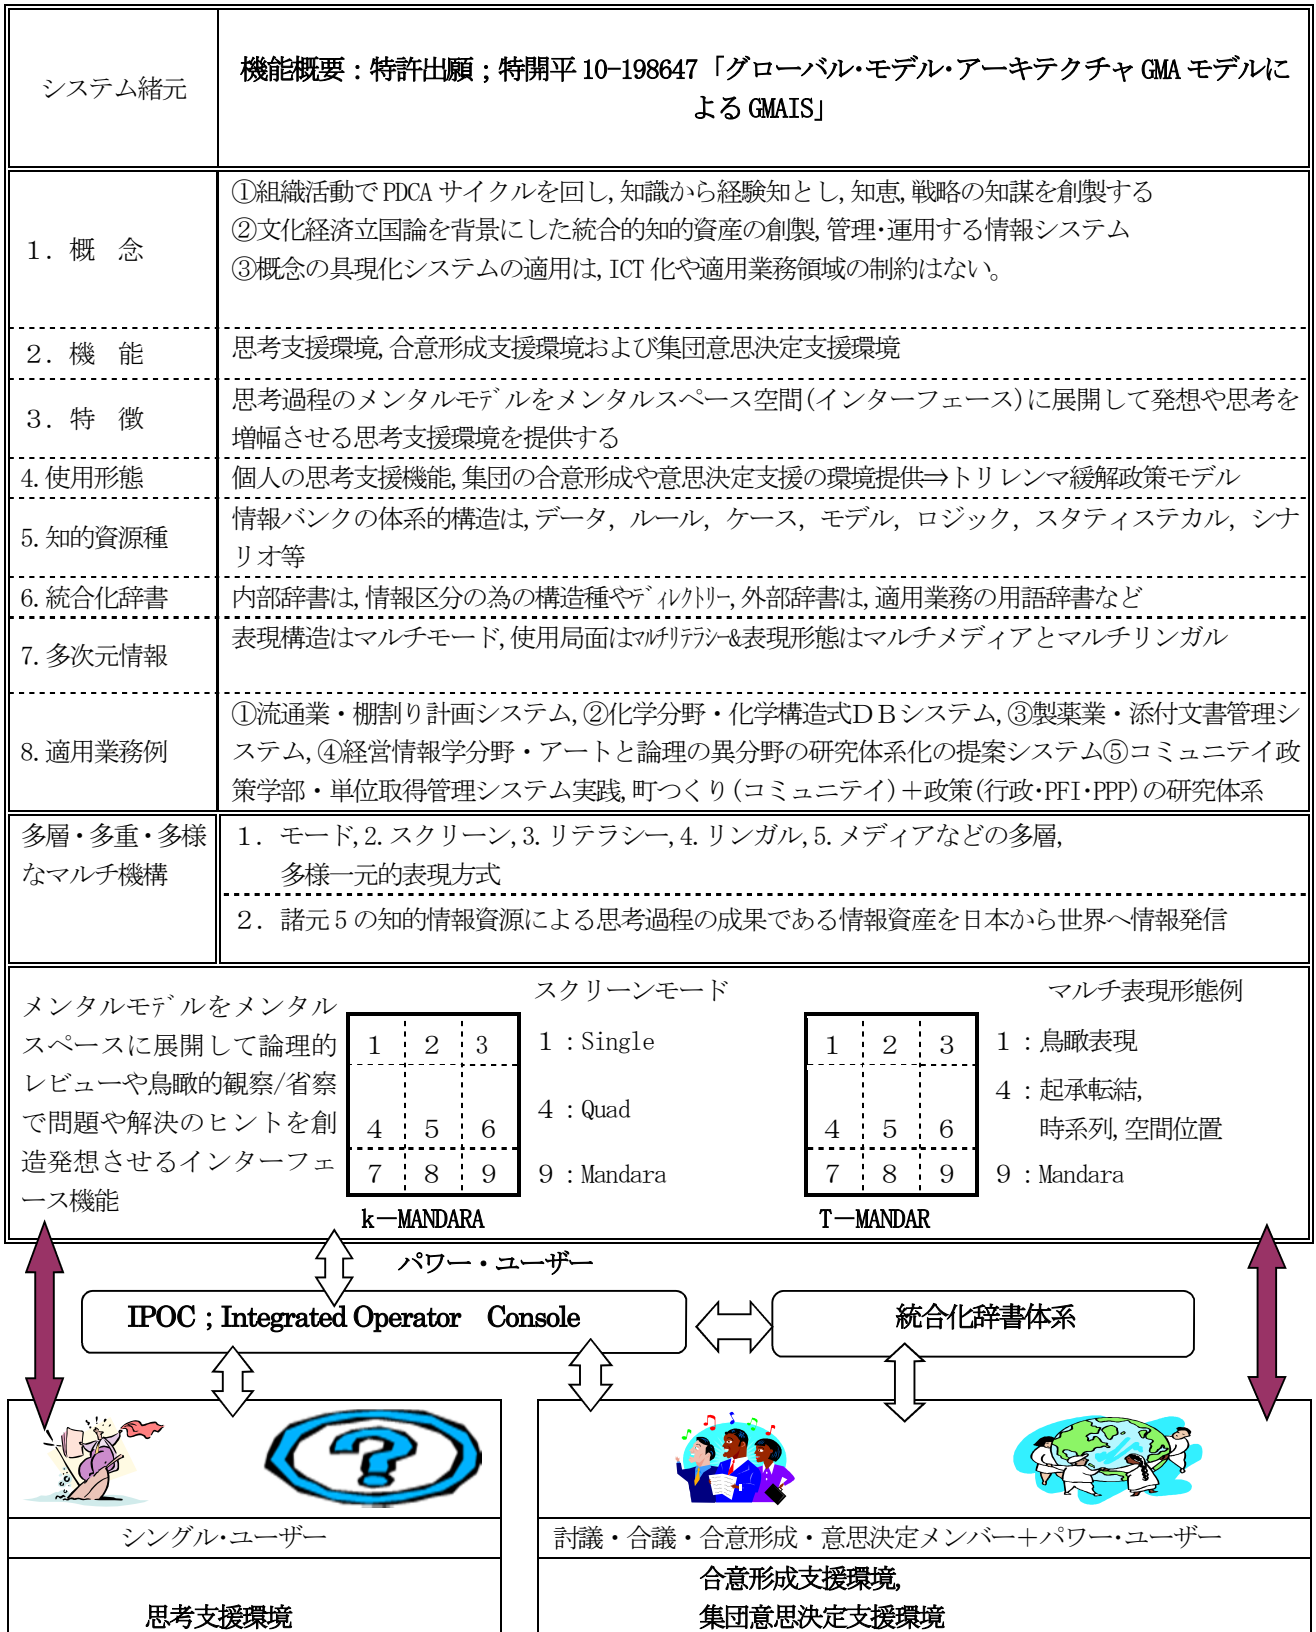 システム緒元
機能概要：特許出願；特開平10-198647「グローバル･モデル･アーキテクチャGMAモデルに
よるGMAIS」
１．概　念
①組織活動でPDCAサイクルを回し,知識から経験知とし,知恵,戦略の知謀を創製する
②文化経済立国論を背景にした統合的知的資産の創製,管理･運用する情報システム
③概念の具現化システムの適用は,ICT化や適用業務領域の制約はない。
２．機　能
思考支援環境,合意形成支援環境および集団意思決定支援環境
３．特　徴
思考過程のメンタルモデルをメンタルスペース空間(インターフェース)に展開して発想や思考を
増幅させる思考支援環境を提供する
4.使用形態
個人の思考支援機能,集団の合意形成や意思決定支援の環境提供⇒トリレンマ緩解政策モデル
5.知的資源種
情報バンクの体系的構造は,データ, ルール, ケース, モデル, ロジック, スタティステカル, シナ
リオ等
6.統合化辞書
内部辞書は,情報区分の為の構造種やﾃﾞｨﾚｸﾄﾘｰ,外部辞書は,適用業務の用語辞書など
7.多次元情報
表現構造はマルチモード,使用局面はﾏﾙﾁﾘﾃﾗｼｰ&表現形態はマルチメディアとマルチリンガル
8.適用業務例
①流通業・棚割り計画システム,②化学分野・化学構造式ＤＢシステム,③製薬業・添付文書管理シ
ステム,④経営情報学分野・アートと論理の異分野の研究体系化の提案システム⑤コミュニテイ政
策学部・単位取得管理システム実践,町つくり(コミュニテイ)＋政策(行政･PFI･PPP)の研究体系
多層・多重・多様
なマルチ機構
１．モード,2.スクリーン,3.リテラシー,4.リンガル,5.メディアなどの多層,
多様一元的表現方式
２．諸元5の知的情報資源による思考過程の成果である情報資産を日本から世界へ情報発信
メンタルモデルをメンタル
スペースに展開して論理的
レビューや鳥瞰的観察/省察
で問題や解決のヒントを創
造発想させるインターフェ
ース機能
スクリーンモード
１ ２ 3
４ ５ ６
７ ８ ９
k－MANDARA
１：Single
４：Quad
９：Mandara
マルチ表現形態例
１ ２ ３
４ ５ ６
７ ８ ９
T－MANDAR
１：鳥瞰表現
４：起承転結,
時系列,空間位置
９：Mandara
パワー・ユーザー
IPOC；Integrated Operator　Console
統合化辞書体系
シングル･ユーザー
討議・合議・合意形成・意思決定メンバー＋パワー･ユーザー
思考支援環境
合意形成支援環境,
集団意思決定支援環境